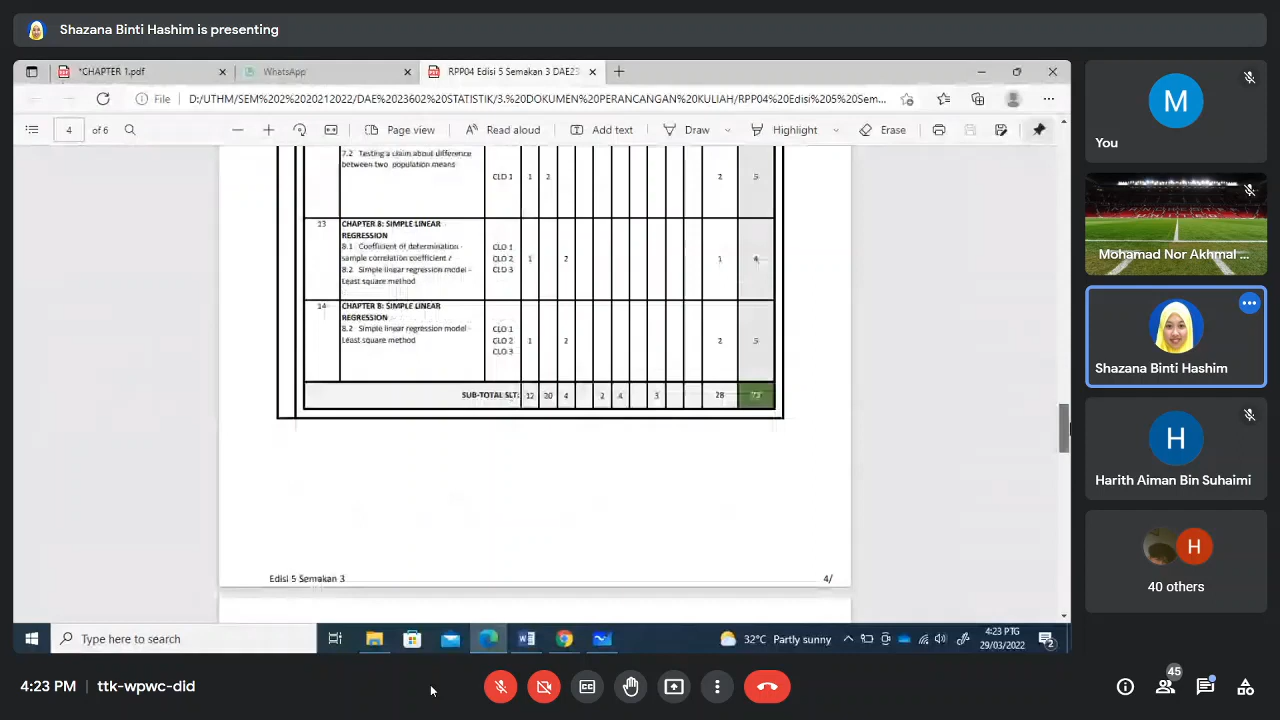 Shazana Binti Hashim is presenting
*CHAPTER 1.pdf
WhatsApp
RPP04 Edisi 5 Semakan 3 DAE23
File
D:/UTHM/SEM%202%2020212022/DAE%2023602%20STATISTIK/3.%20DOKUMEN%20PERANCANGAN%20KULIAH/RPP04%20Edisi%205%20Sem...
4 of 6
Page view
Read aloud
Add text
Draw
Highlight
Erase
7.2 Testing a claim about difference
between two population means
CLO 1 1 2 2 5
13 CHAPTER 8: SIMPLE LINEAR
REGRESSION
8.1 Coefficient of determination -
sample correlation coefficient r
8.2 Simple linear regression model -
Least square method
CLO 1
CLO 2
CLO 3
1 2 1 4
14 CHAPTER 8: SIMPLE LINEAR
REGRESSION
8.2 Simple linear regression model -
Least square method
CLO 1
CLO 2
CLO 3
1 2 2 5
SUB-TOTAL SLT: 12 20 4 2 4 3 28 73
Edisi 5 Semakan 3
4/
Type here to search
32°C Partly sunny
4:23 PTG
29/03/2022
2
M
You
Mohamad Nor Akhmal ...
Shazana Binti Hashim
H
Harith Aiman Bin Suhaimi
H
40 others
4:23 PM
ttk-wpwc-did
45